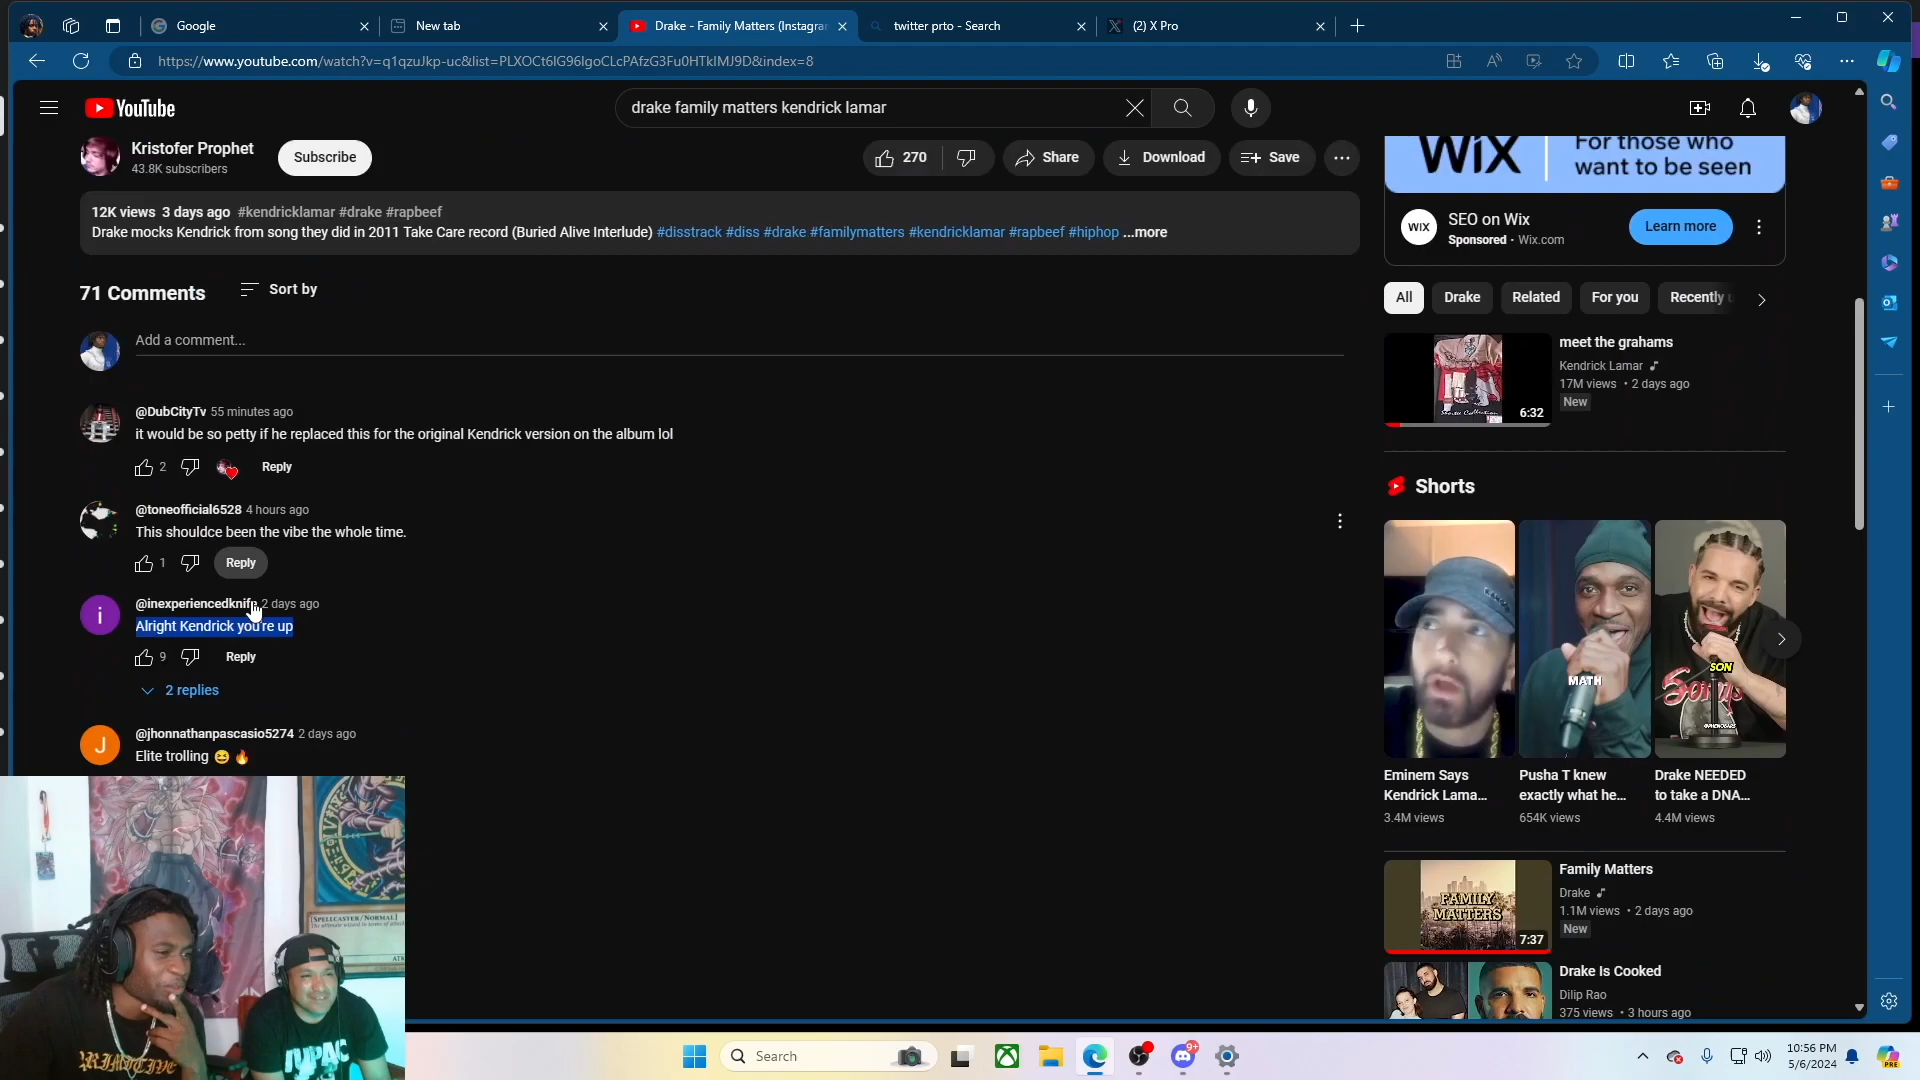 Google
New tab
Drake - Family Matters (Instagra
twitter prto - Search
(2) X Pro
https://www.youtube.com/watch?v=q1qzuJkp-uc&list=PLXOCt6IG96IgoCLcPAfzG3Fu0HTkIMJ9D&index=8
YouTube
drake family matters kendrick lamar
Kristofer Prophet
43.8K subscribers
Subscribe
270
Share
Download
Save
12K views 3 days ago #kendricklamar #drake #rapbeef
Drake mocks Kendrick from song they did in 2011 Take Care record (Buried Alive Interlude) #disstrack #diss #drake #familymatters #kendricklamar #rapbeef #hiphop ...more
71 Comments
Sort by
Add a comment...
@DubCityTv 55 minutes ago
it would be so petty if he replaced this for the original Kendrick version on the album lol
2
Reply
@toneofficial6528 4 hours ago
This shouldce been the vibe the whole time.
1
Reply
i
@inexperiencedknife 2 days ago
Alright Kendrick you're up
9
Reply
2 replies
J
@jhonnathanpascasio5274 2 days ago
Elite trolling 😆 🔥
WiX
For those who
want to be seen
WIX
SEO on Wix
Sponsored · Wix.com
Learn more
All
Drake
Related
For you
Recently u
meet the grahams
Kendrick Lamar
17M views • 2 days ago
New
6:32
Shorts
MATH
SON
Eminem Says
Kendrick Lama...
3.4M views
Pusha T knew
exactly what he...
654K views
Drake NEEDED
to take a DNA...
4.4M views
FAMILY
MATTERS
7:37
Family Matters
Drake
1.1M views • 2 days ago
New
Drake Is Cooked
Dilip Rao
375 views • 3 hours ago
[SPELLCASTER/NORMAL]
PRIMITIVE
Search
9+
10:56 PM
5/6/2024
PRE